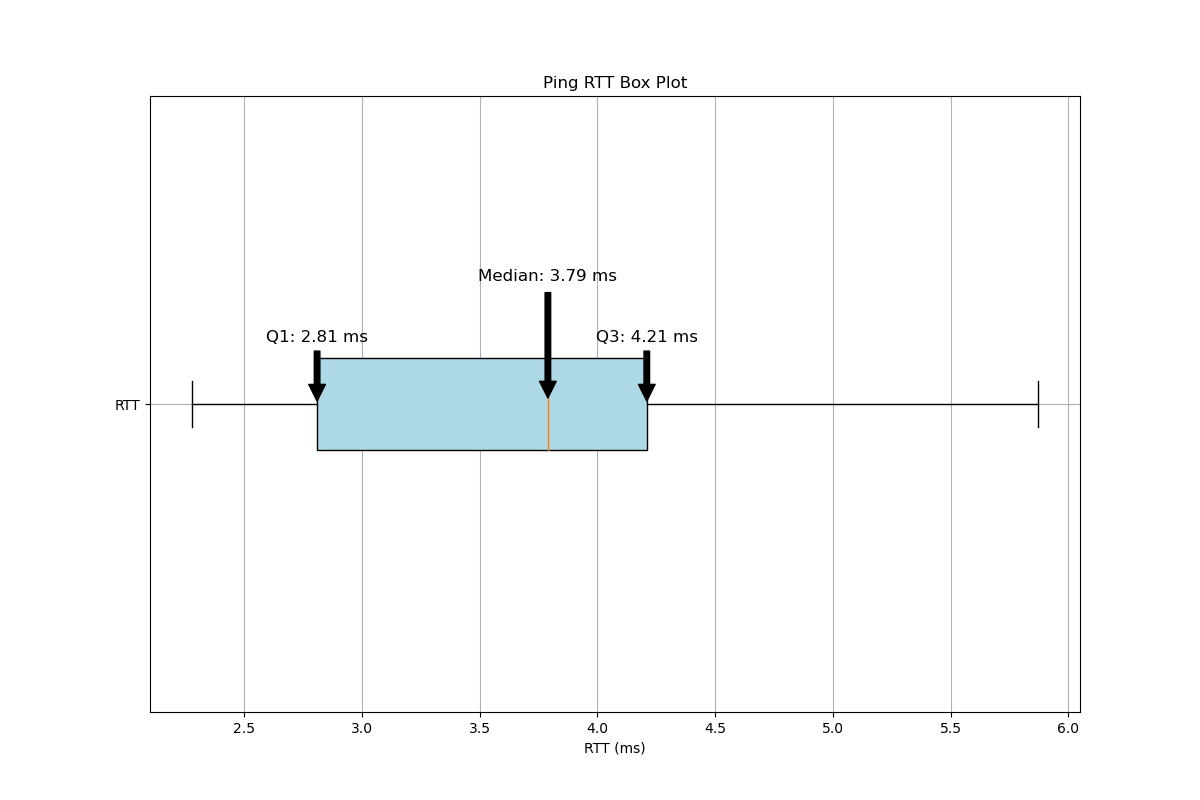 Ping RTT Box Plot
Median: 3.79 ms
Q1: 2.81 ms
Q3: 4.21 ms
RTT
2.5
3.0
3.5
4.0
4.5
5.0
5.5
6.0
RTT (ms)